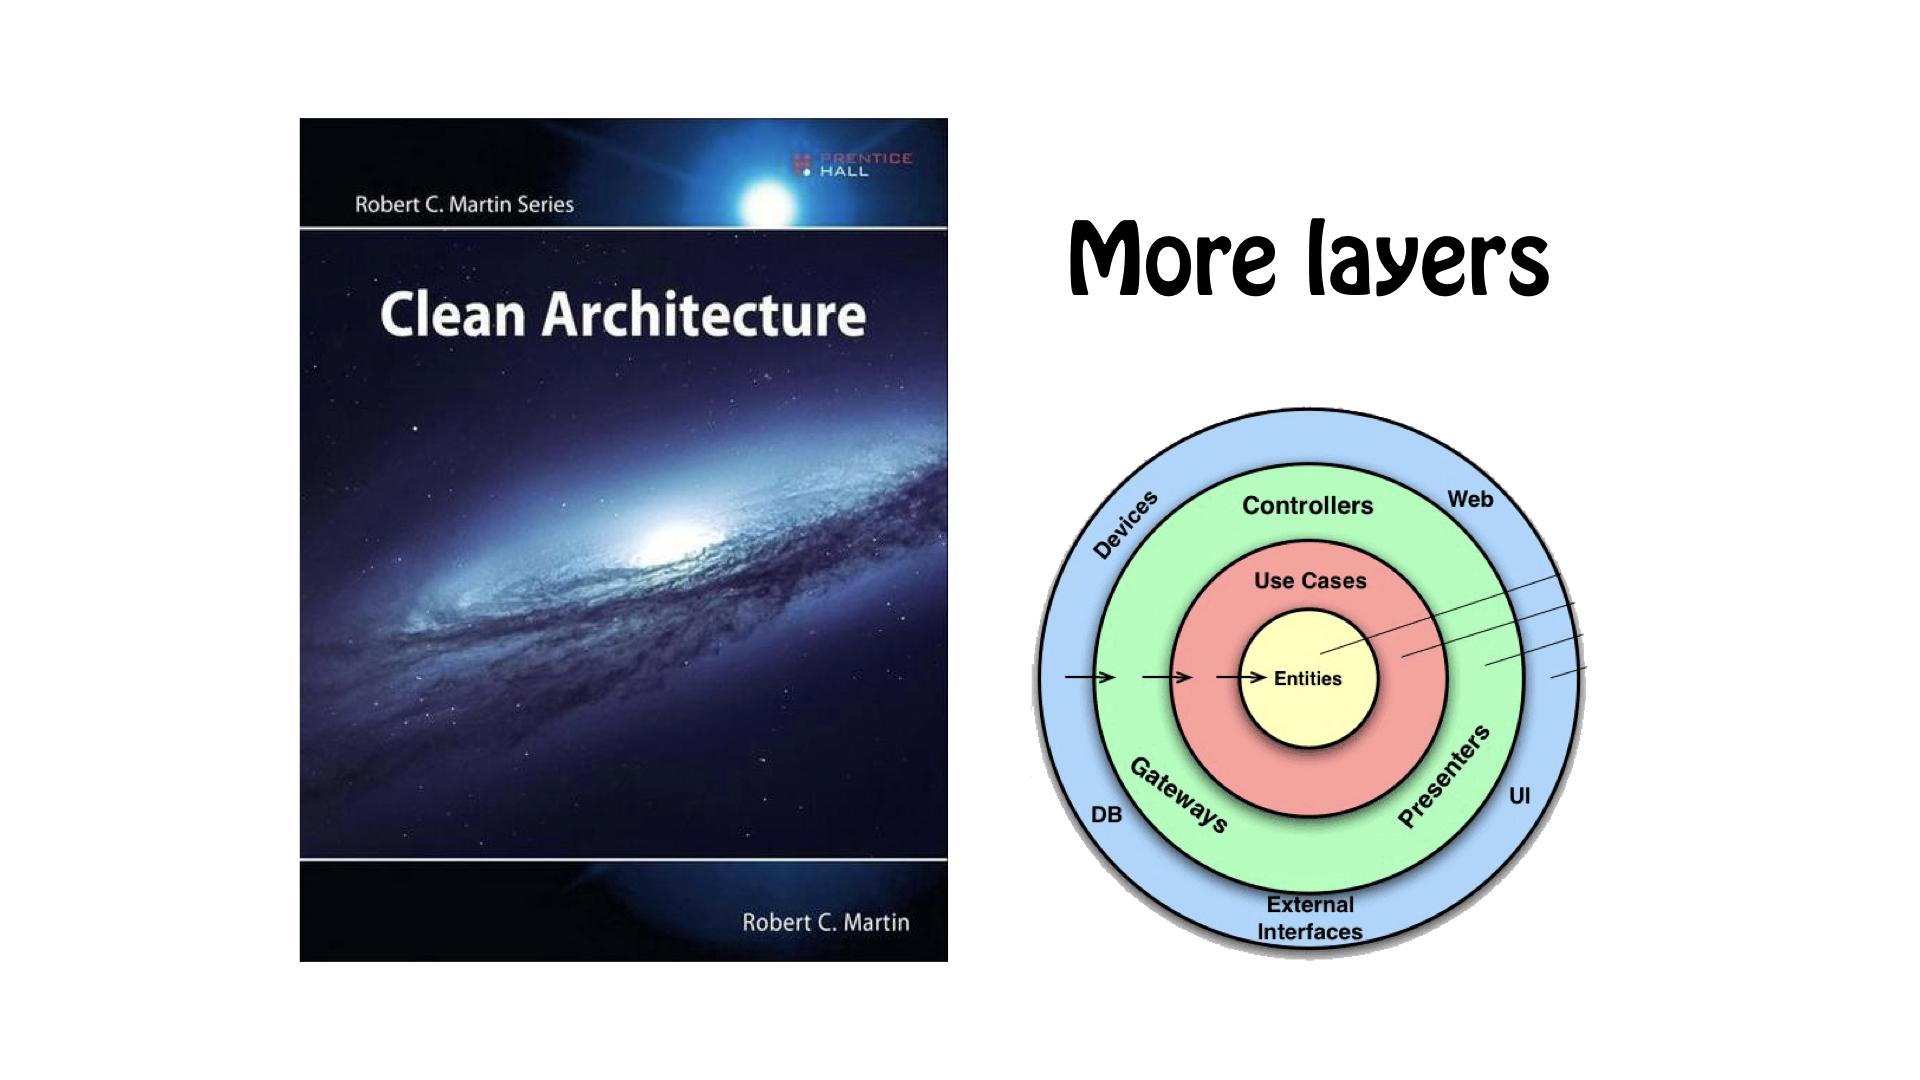 PRENTICE
HALL
Robert C. Martin Series
Clean Architecture
Robert C. Martin
More layers
Devices
Controllers
Web
Use Cases
Entities
Gateways
Presenters
DB
UI
External
Interfaces